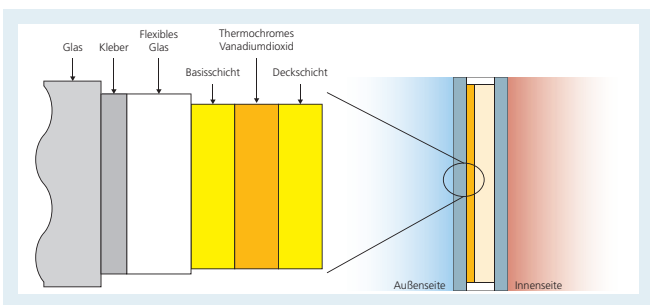 Glas
Kleber
Flexibles
Glas
Basisschicht
Thermochromes
Vanadiumdioxid
Deckschicht
Außenseite
Innenseite